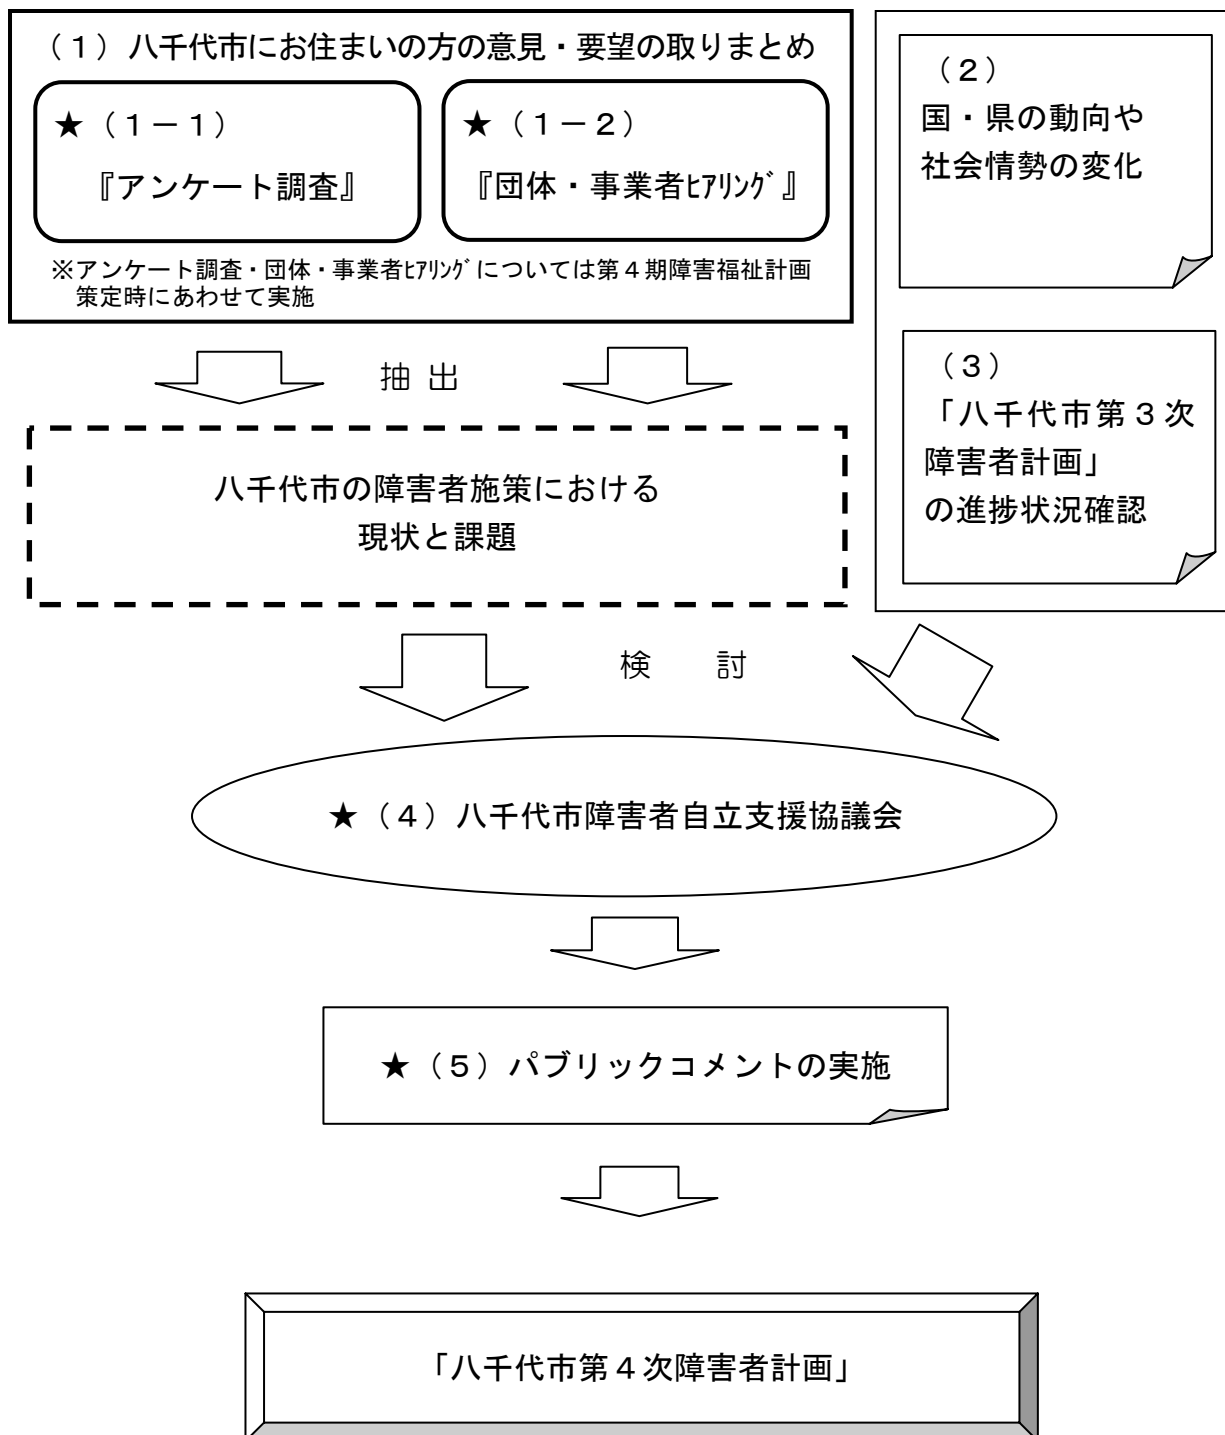 （１）八千代市にお住まいの方の意見・要望の取りまとめ
★（１－１）
『アンケート調査』
★（１－２）
『団体・事業者ﾋｱﾘﾝｸﾞ』
※アンケート調査・団体・事業者ﾋｱﾘﾝｸﾞについては第４期障害福祉計画
策定時にあわせて実施
（２）
国・県の動向や
社会情勢の変化
（３）
「八千代市第３次
障害者計画」
の進捗状況確認
抽出
八千代市の障害者施策における
現状と課題
検　討
★（４）八千代市障害者自立支援協議会
★（５）パブリックコメントの実施
「八千代市第４次障害者計画」